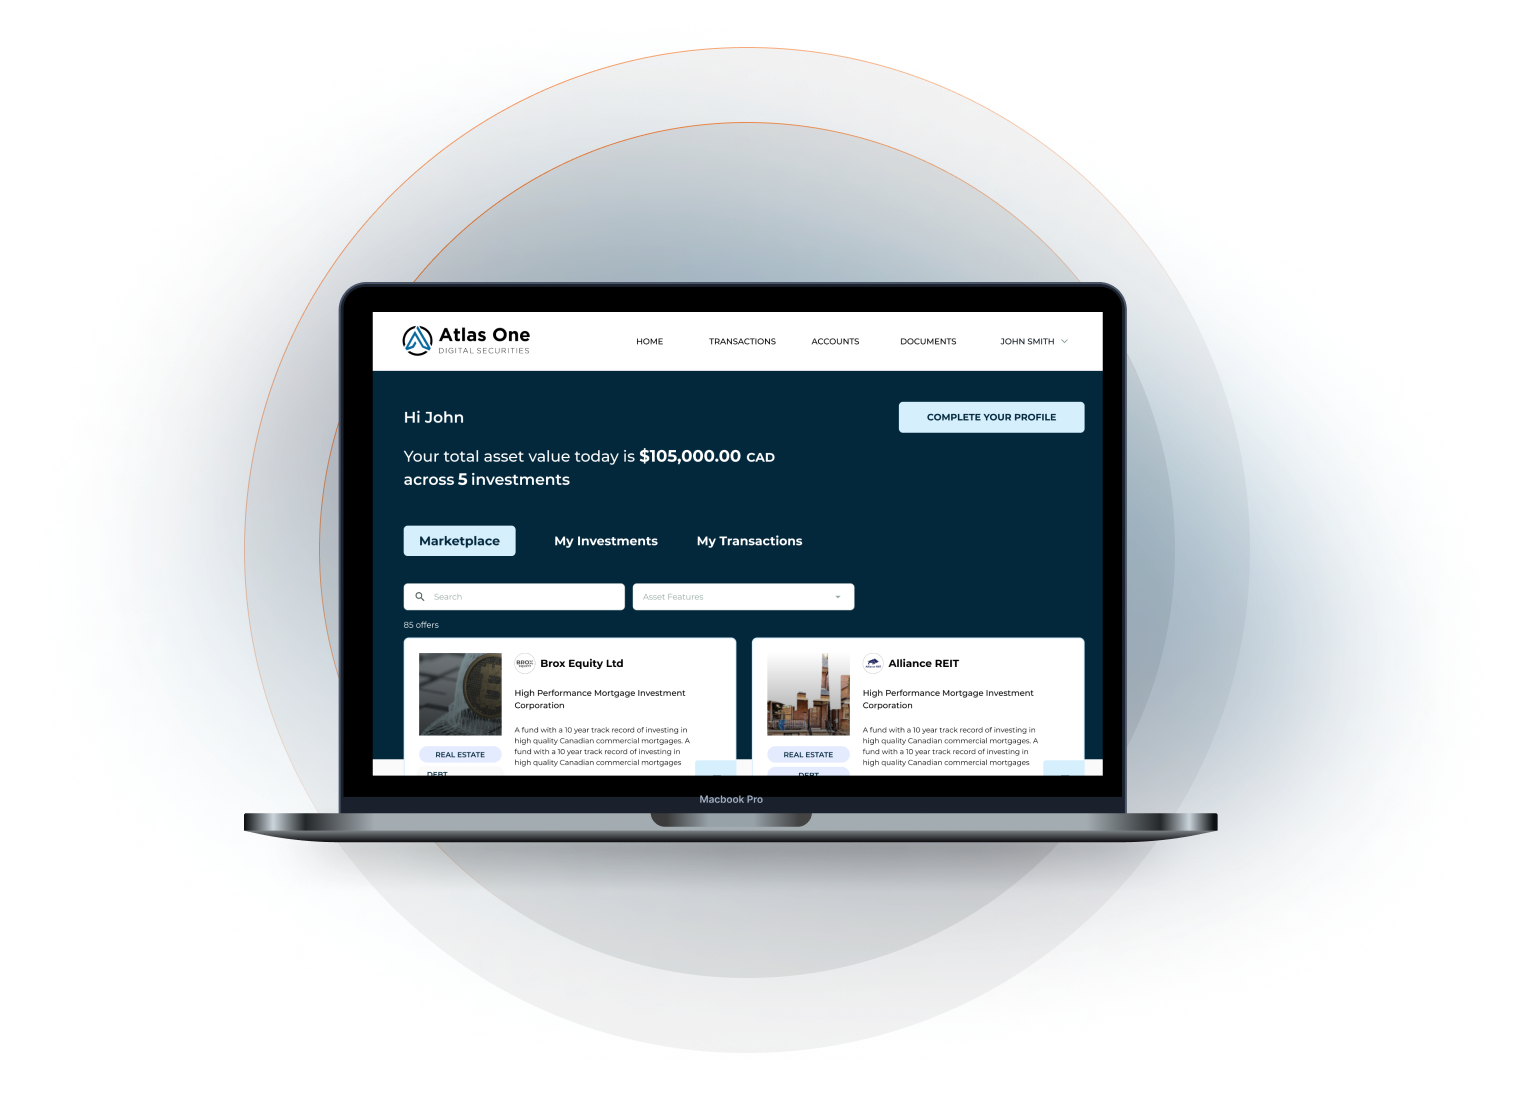 Atlas One
DIGITAL SECURITIES
HOME
TRANSACTIONS
ACCOUNTS
DOCUMENTS
JOHN SMITH
Hi John
COMPLETE YOUR PROFILE
Your total asset value today is $105,000.00 CAD
across 5 investments
Marketplace
My Investments
My Transactions
Search
Asset Features
85 offers
BROX
Brox Equity Ltd
High Performance Mortgage Investment
Corporation
A fund with a 10 year track record of investing in
high quality Canadian commercial mortgages. A
fund with a 10 year track record of investing in
high quality Canadian commercial mortgages
REAL ESTATE
DEBT
Alliance REIT
Alliance REIT
High Performance Mortgage Investment
Corporation
A fund with a 10 year track record of investing in
high quality Canadian commercial mortgages. A
fund with a 10 year track record of investing in
high quality Canadian commercial mortgages
REAL ESTATE
DEBT
Macbook Pro